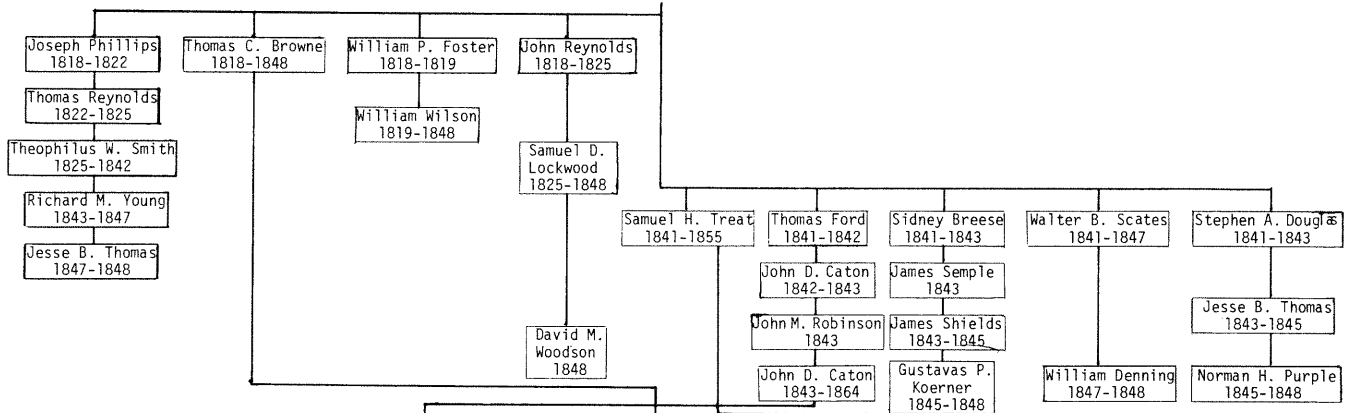 Joseph Phillips
1818-1822
Thomas C. Browne
1818-1848
William P. Foster
1818-1819
John Reynolds
1818-1825
Thomas Reynolds
1822-1825
William Wilson
1819-1848
Theophilus W. Smith
1825-1842
Samuel D.
Lockwood
1825-1848
Richard M. Young
1843-1847
Jesse B. Thomas
1847-1848
David M.
Woodson
1848
Samuel H. Treat
1841-1855
Thomas Ford
1841-1842
Sidney Breese
1841-1843
Walter B. Scates
1841-1847
Stephen A. Douglas
1841-1843
John D. Caton
1842-1843
James Semple
1843
Jesse B. Thomas
1843-1845
John M. Robinson
1843
James Shields
1843-1845
John D. Caton
1843-1864
Gustavas P.
Koerner
1845-1848
William Denning
1847-1848
Norman H. Purple
1845-1848